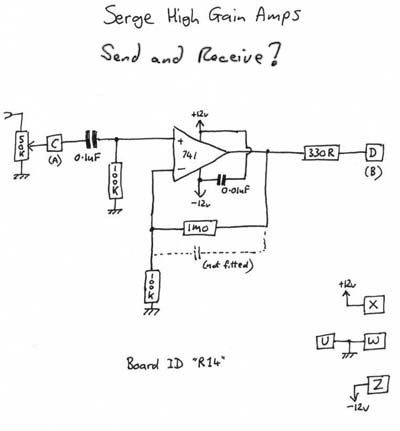 Serge High Gain Amps
Send and Receive?
+12v
50K
C
(A)
0.1uF
100K
+
741
-
-12v
0.01uF
330R
D
(B)
1M0
(not fitted)
100K
+12v
X
U
W
Z
-12v
Board ID "R14"